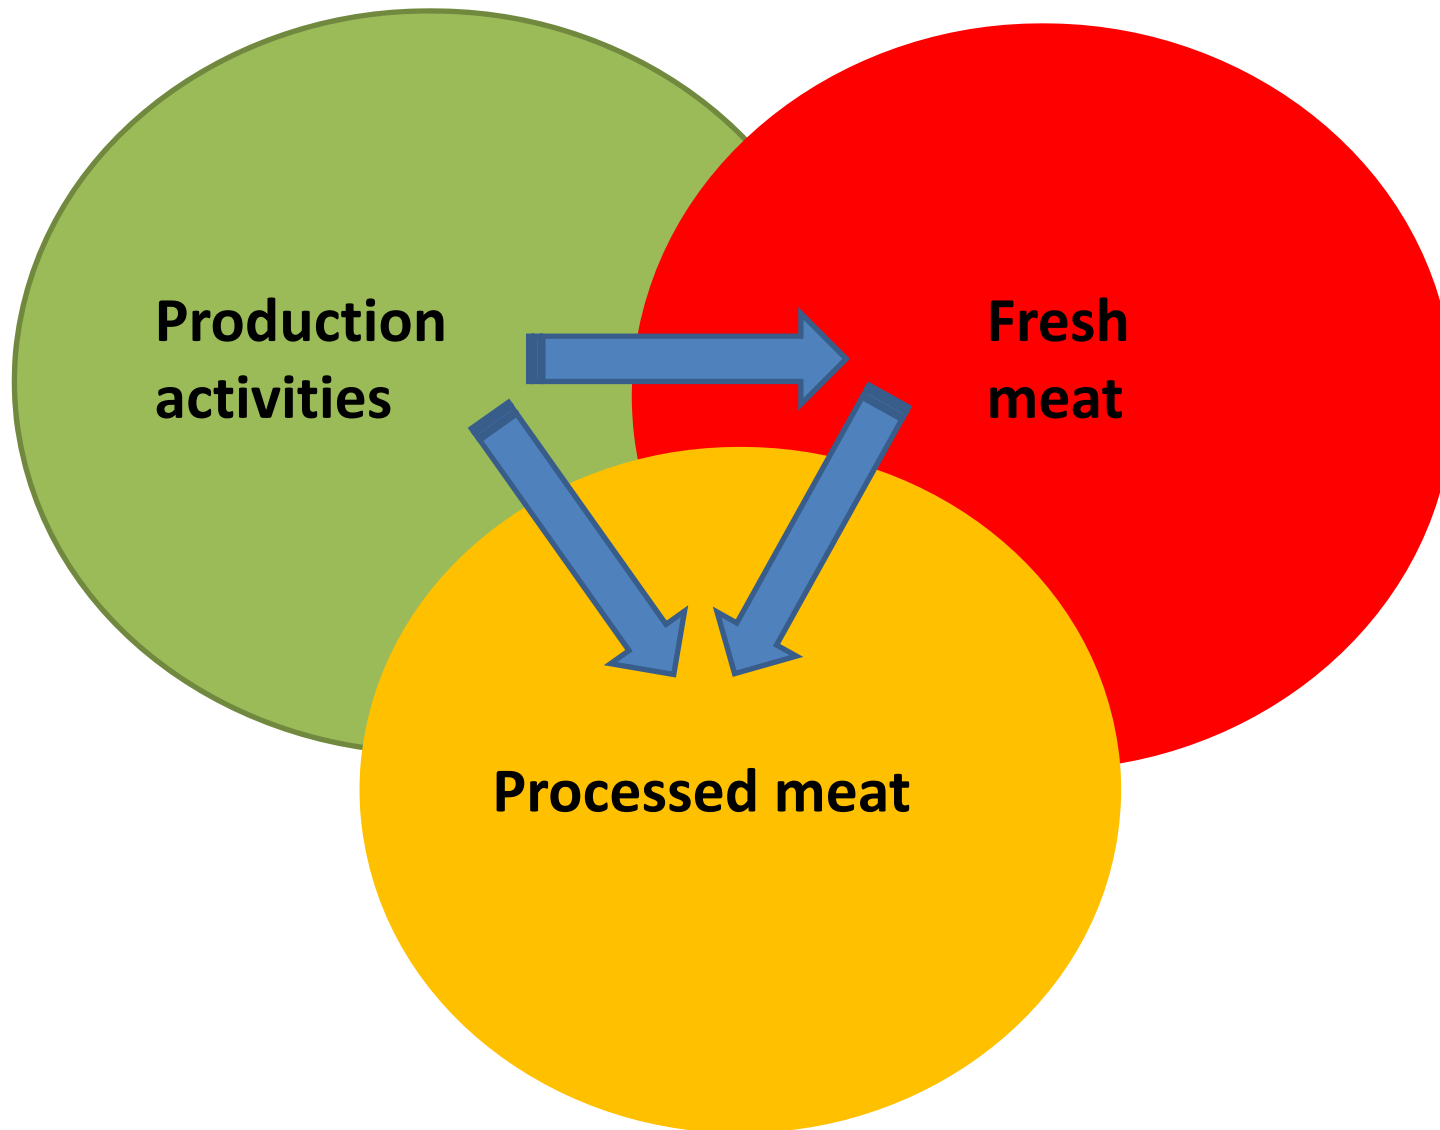 Production
activities
Fresh
meat
Processed meat